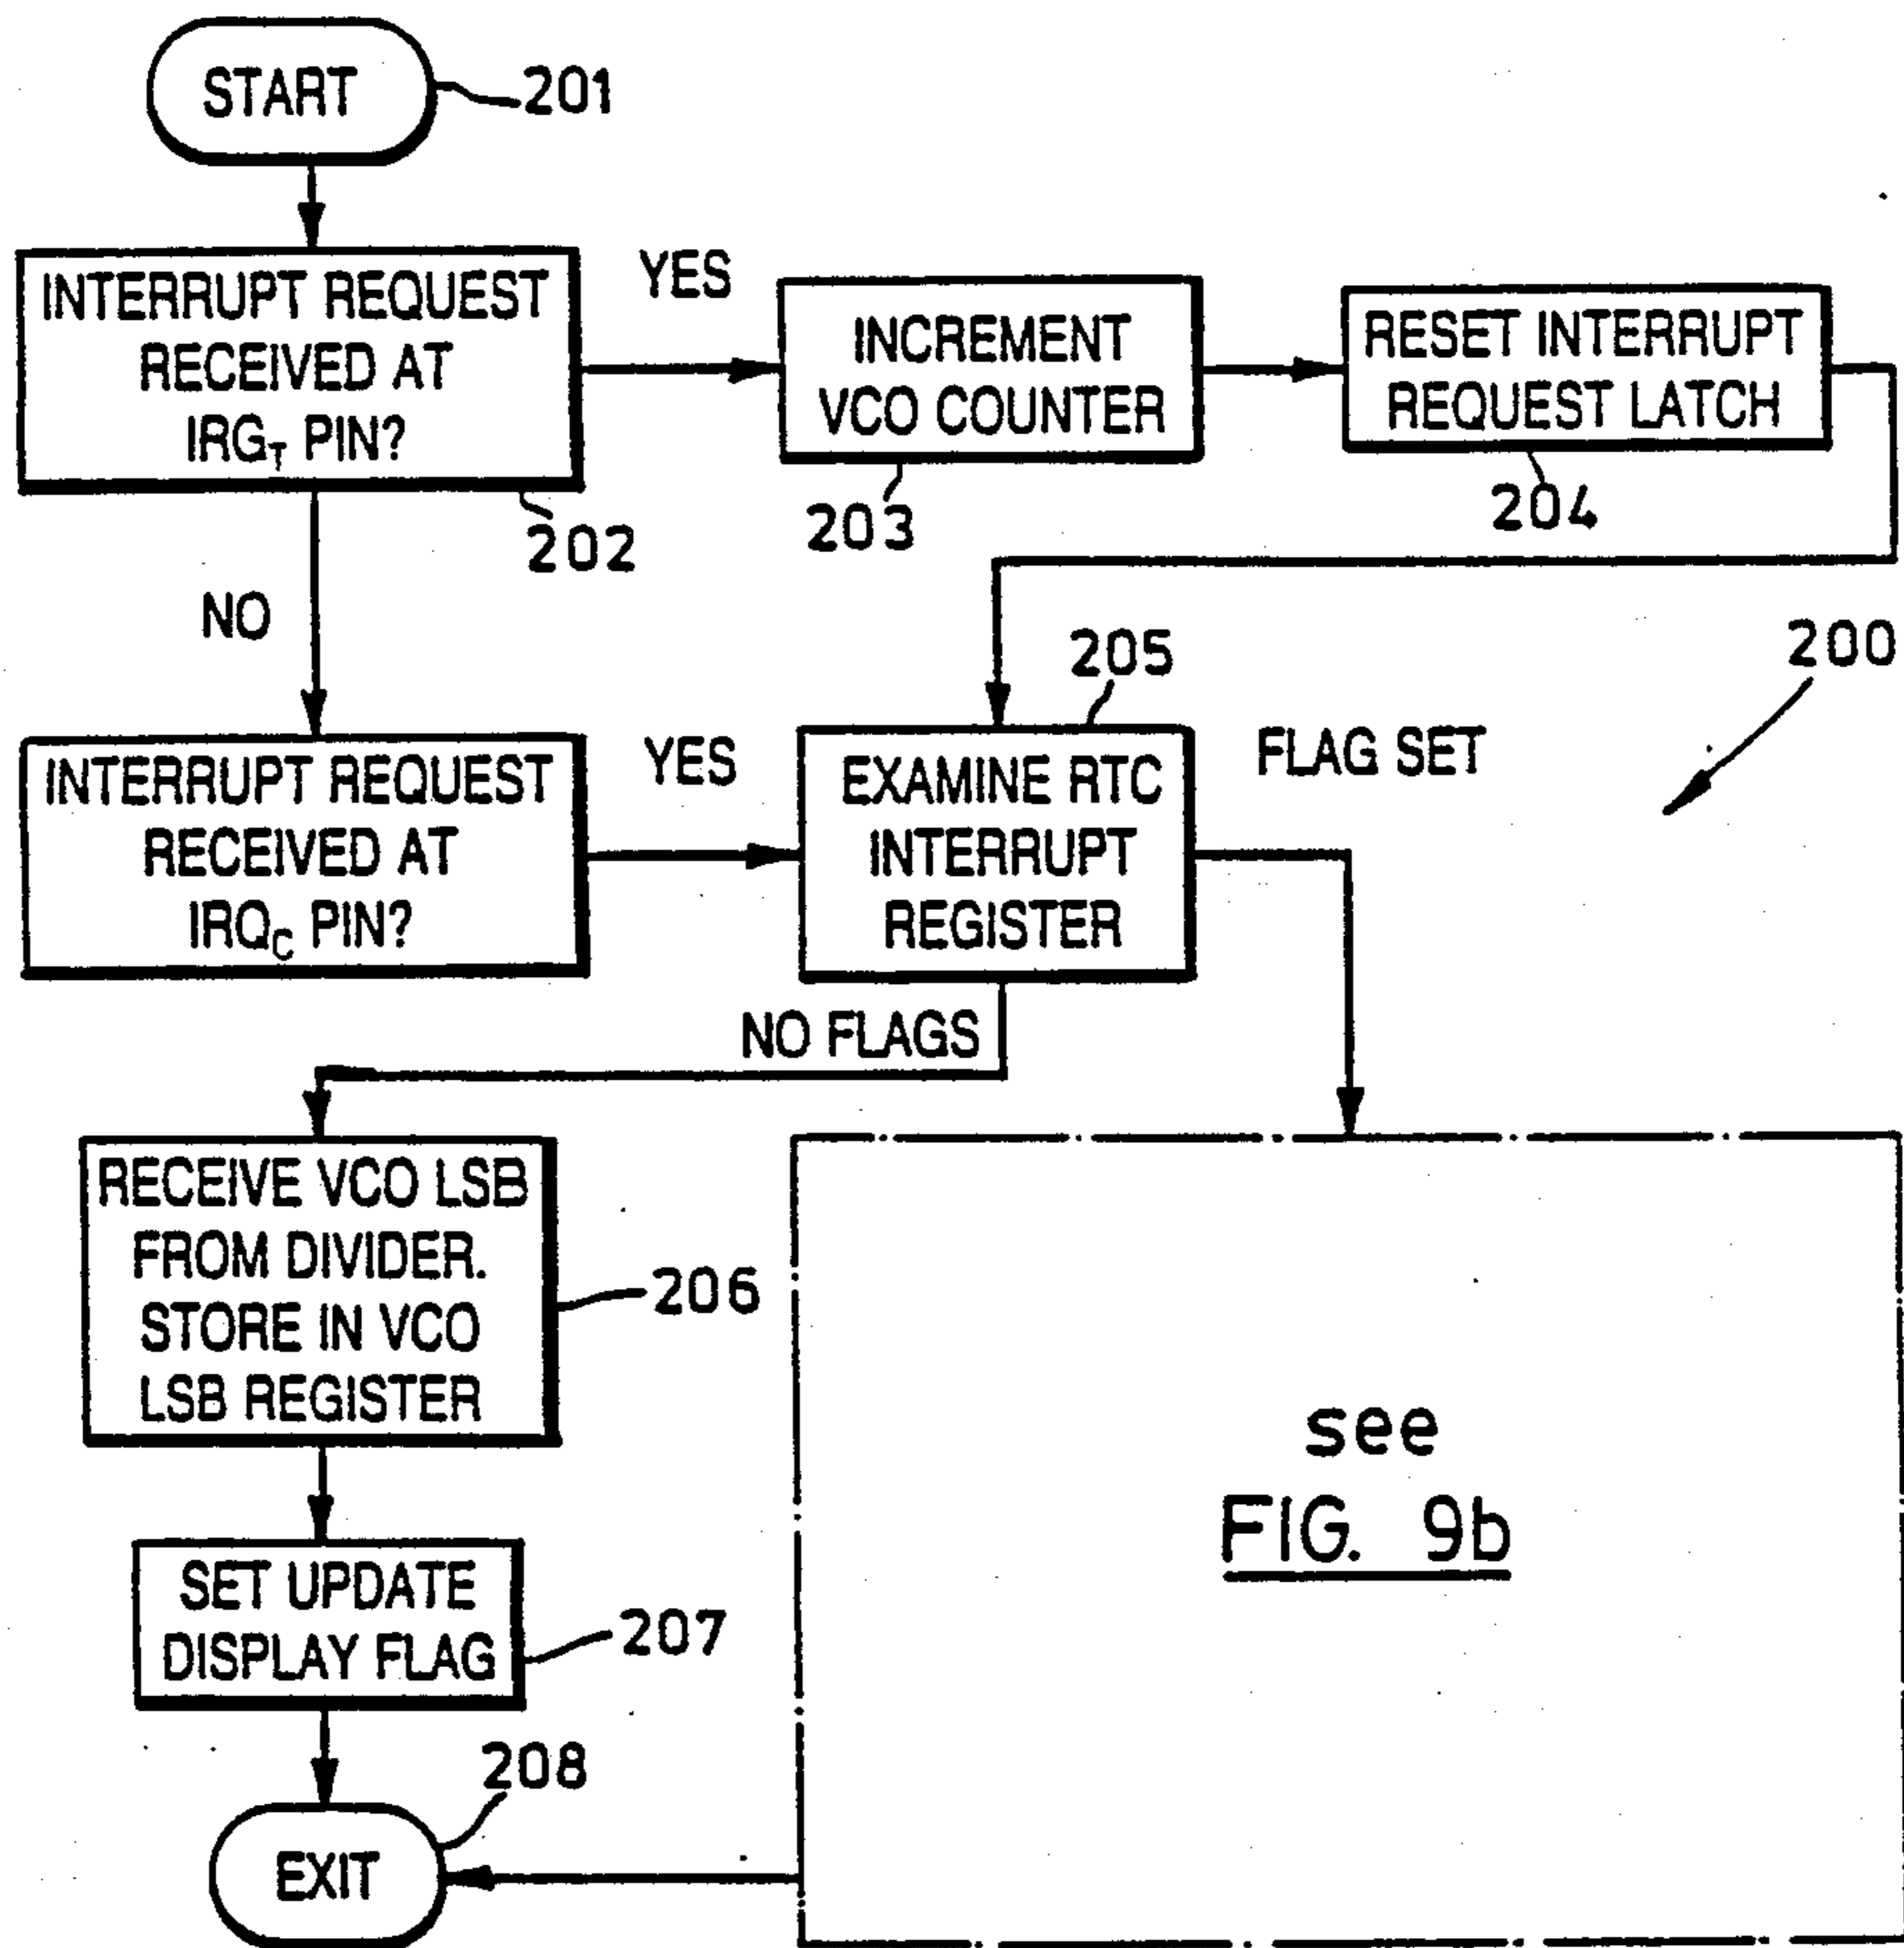 START
201
INTERRUPT REQUEST
RECEIVED AT
IRGT PIN?
202
YES
INCREMENT
VCO COUNTER
203
RESET INTERRUPT
REQUEST LATCH
204
NO
200
INTERRUPT REQUEST
RECEIVED AT
IRQC PIN?
YES
205
EXAMINE RTC
INTERRUPT
REGISTER
FLAG SET
NO FLAGS
RECEIVE VCO LSB
FROM DIVIDER.
STORE IN VCO
LSB REGISTER
206
SET UPDATE
DISPLAY FLAG
207
208
EXIT
see
FIG. 9b